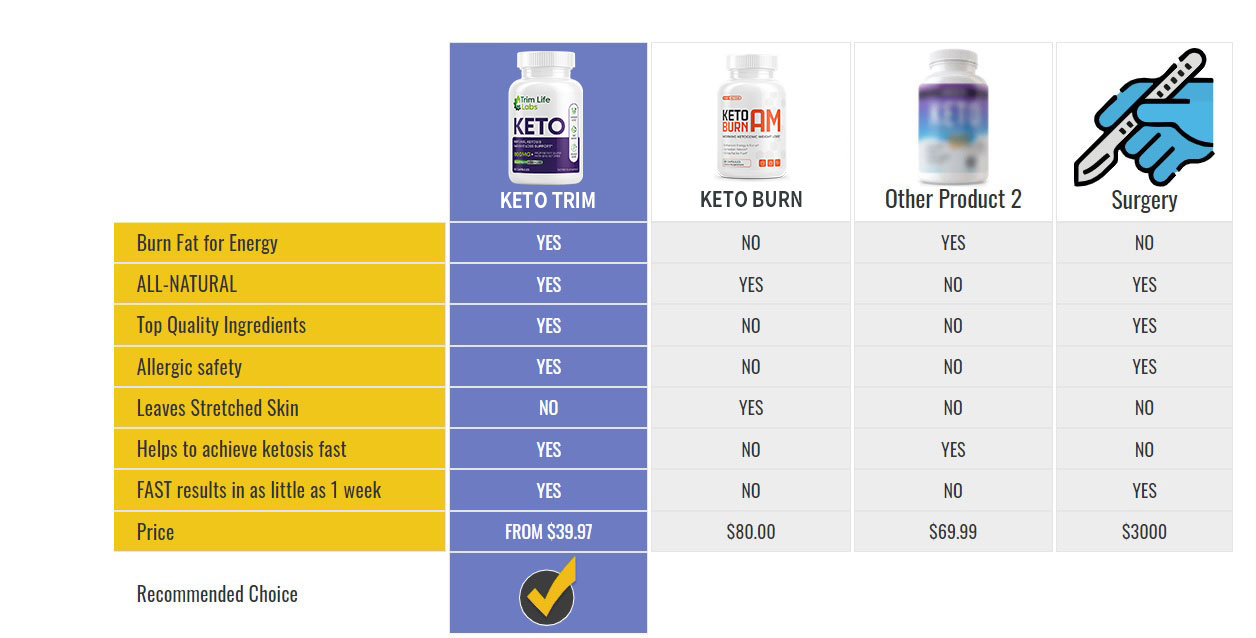 Trim Life
Labs
KETO
KETO TRIM
KETO
BURN AM
KETO BURN
KETO
Other Product 2
Surgery
Burn Fat for Energy YES NO YES NO
ALL-NATURAL YES YES NO NO
Top Quality Ingredients YES NO NO YES
Allergic safety YES NO NO YES
Leaves Stretched Skin NO YES NO NO
Helps to achieve ketosis fast YES NO YES NO
FAST results in as little as 1 week YES NO NO YES
Price FROM $39.97 $80.00 $69.99 $3000
Recommended Choice